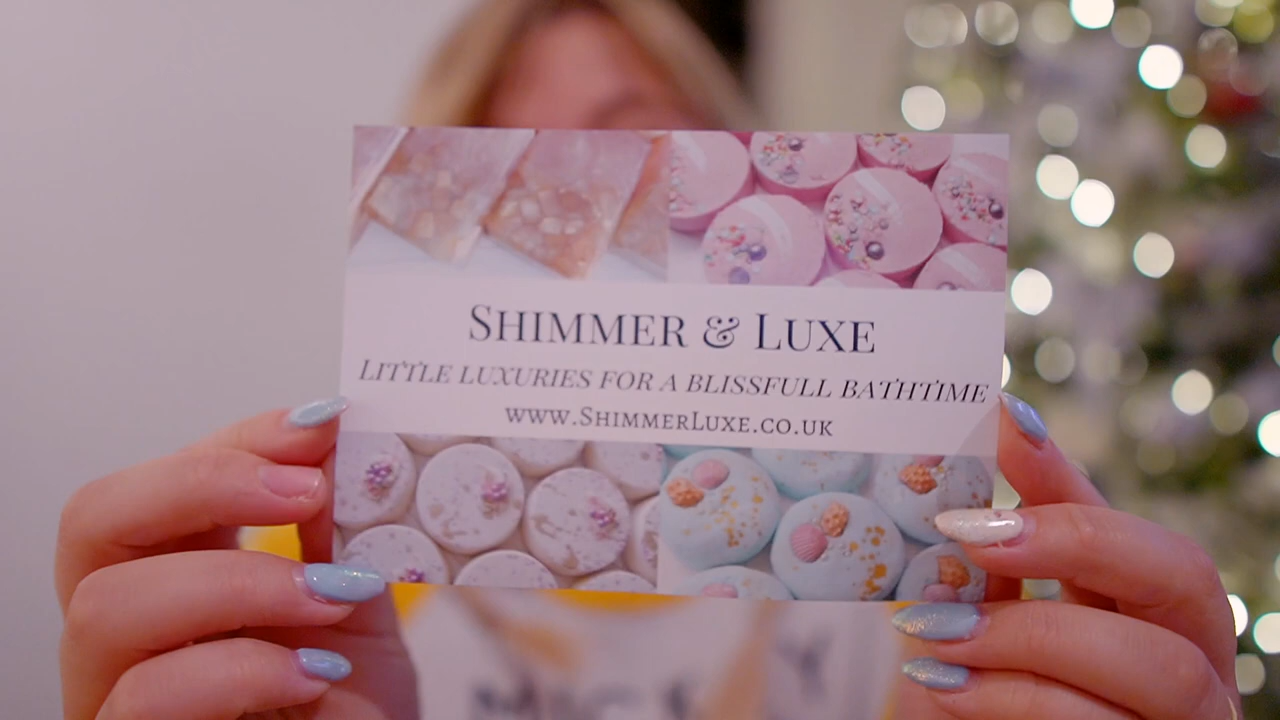 SHIMMER & LUXE
LITTLE LUXURIES FOR A BLISSFULL BATHTIME
WWW.SHIMMERLUXE.CO.UK